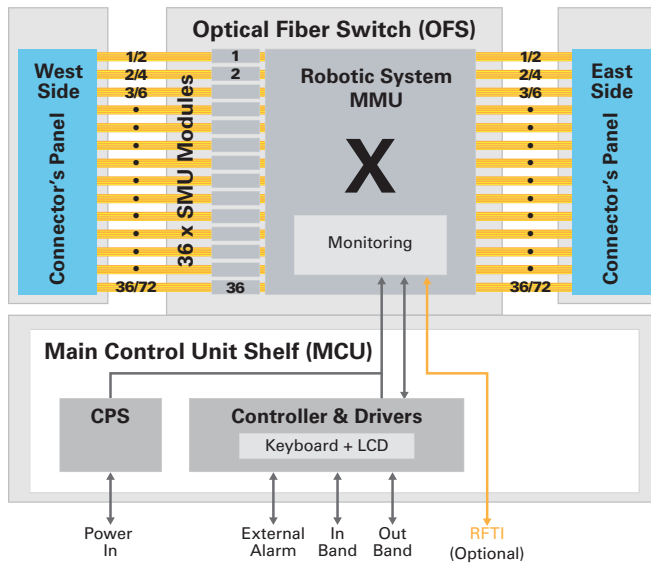 Optical Fiber Switch (OFS)
West
Side
Connector's Panel
1/2
2/4
3/6
36/72
36 x SMU Modules
1
2
36
Robotic System
MMU
X
Monitoring
1/2
2/4
3/6
36/72
East
Side
Connector's Panel
Main Control Unit Shelf (MCU)
CPS
Controller & Drivers
Keyboard + LCD
Power
In
External
Alarm
In
Band
Out
Band
RFTI
(Optional)